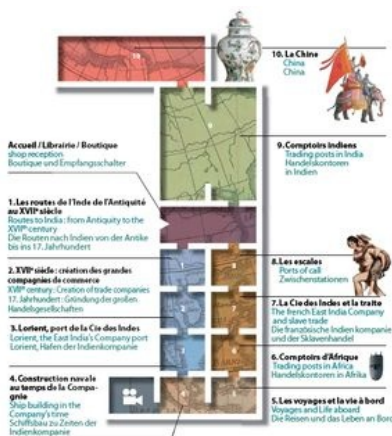 10. La Chine
China
China
Accueil / Librairie / Boutique
shop reception
Boutique und Empfangsschalter
9. Comptoirs indiens
Trading posts in India
Handelskontoren
in Indien
1. Les routes de l'Inde de l'Antiquité
au XVIIe siècle
Routes to India : from Antiquity to the
XVIIth century
Die Routen nach Indien von der Antike
bis ins 17. Jahrhundert
8. Les escales
Ports of call
Zwischenstationen
2. XVIIe siècle : création des grandes
compagnies de commerce
XVIIth century : Creation of trade companies
17. Jahrhundert : Gründung der großen
Handelsgesellschaften
7. La Cie des Indes et la traite
The french East India Company
and slave trade
Die französische Indien kompanie
und der Sklavenhandel
3. Lorient, port de la Cie des Indes
Lorient, the East India's Company port
Lorient, Hafen der Indienkompanie
6. Comptoirs d'Afrique
Trading posts in Africa
Handelskontoren in Afrika
4. Construction navale
au temps de la Compa-
gnie
Ship building in the
Company's time
Schiffsbau zu Zeiten der
Indienkompanie
5. Les voyages et la vie à bord
Voyages and Life aboard
Die Reisen und das Leben an Bord